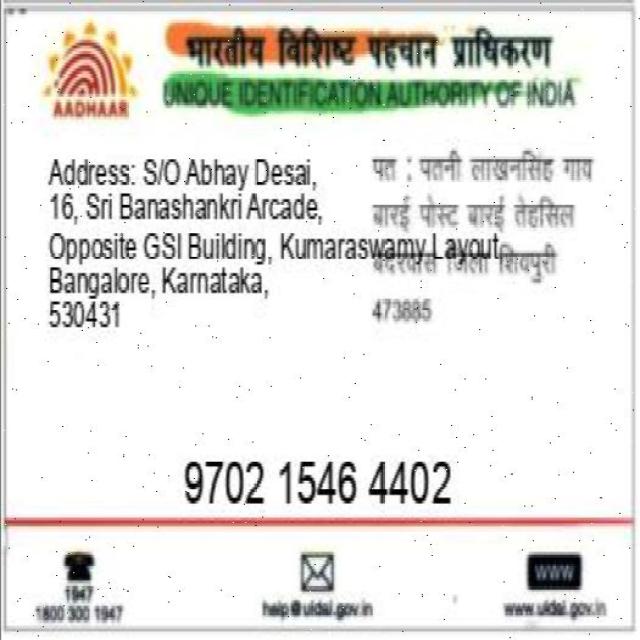 भारतीय विशिष्ट पहचान प्राधिकरण
UNIQUE IDENTIFICATION AUTHORITY OF INDIA
AADHAAR
Address: S/O Abhay Desai,
16, Sri Banashankri Arcade,
Opposite GSI Building, Kumaraswamy Layout,
Bangalore, Karnataka,
530431
पत : पतनी लाखनसिंह गाव
बारई पोस्ट बारई तेहसिल
बदरवास जिला शिवपुरी
473885
9702 1546 4402
1947
1800 300 1947
help@uidai.gov.in
www
www.uidai.gov.in